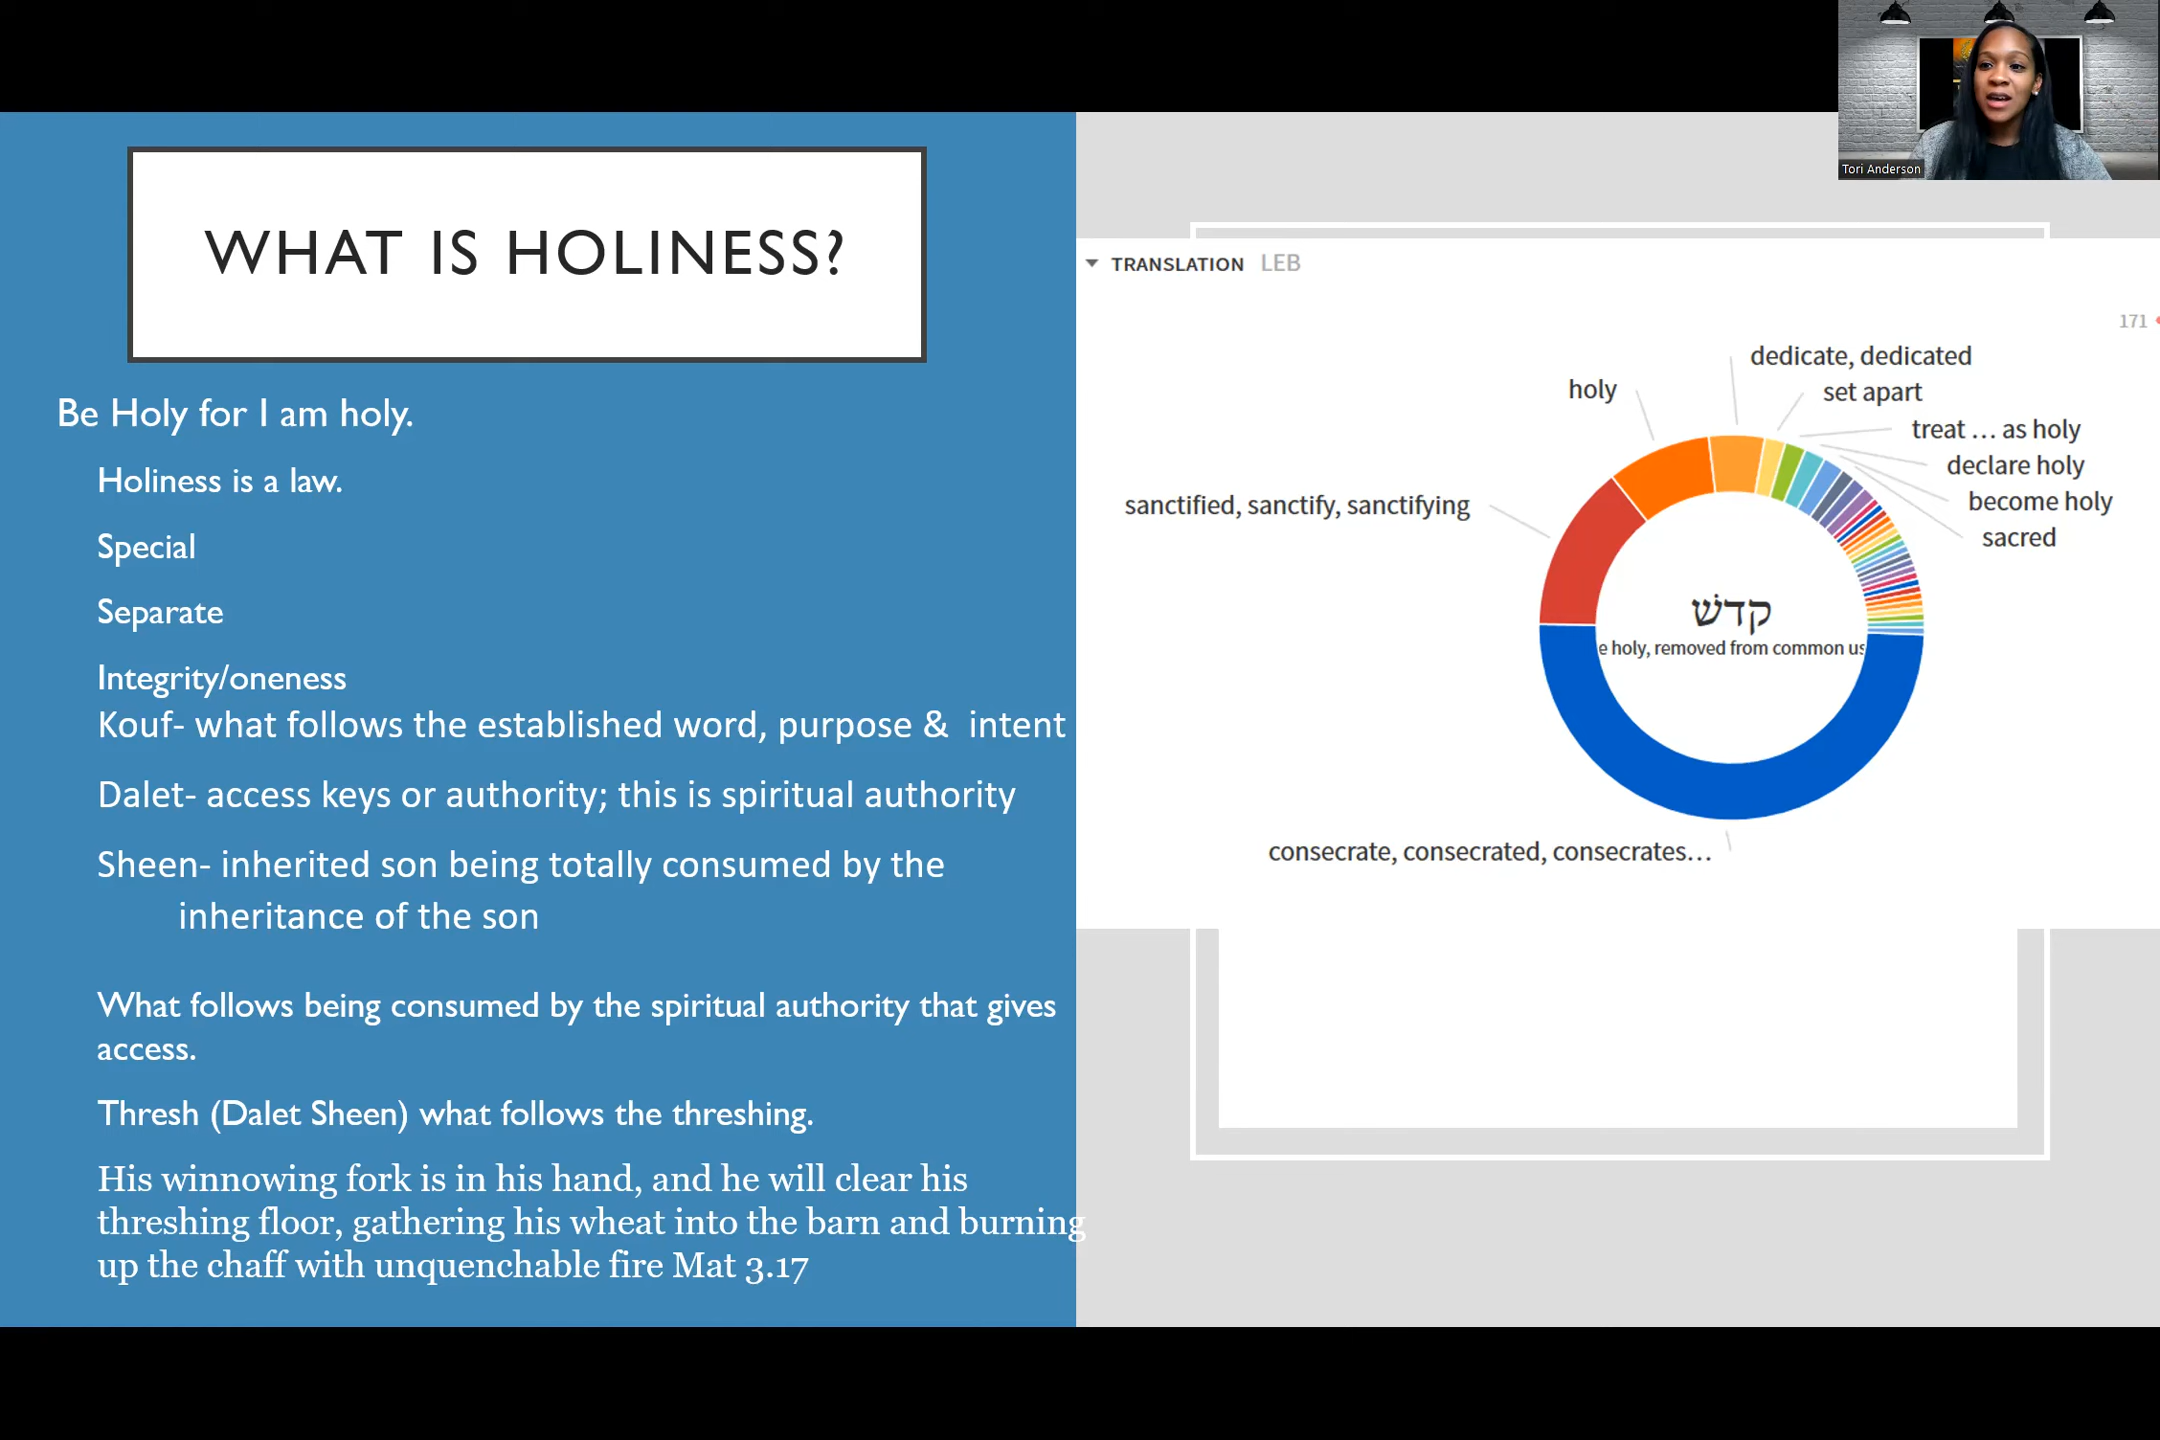 Tori Anderson
WHAT IS HOLINESS?
Be Holy for I am holy.
Holiness is a law.
Special
Separate
Integrity/oneness
Kouf- what follows the established word, purpose & intent
Dalet- access keys or authority; this is spiritual authority
Sheen- inherited son being totally consumed by the
inheritance of the son
What follows being consumed by the spiritual authority that gives
access.
Thresh (Dalet Sheen) what follows the threshing.
His winnowing fork is in his hand, and he will clear his
threshing floor, gathering his wheat into the barn and burning
up the chaff with unquenchable fire Mat 3.17
TRANSLATION LEB
171
dedicate, dedicated
holy
set apart
treat … as holy
declare holy
become holy
sacred
sanctified, sanctify, sanctifying
קדשׁ
e holy, removed from common us
consecrate, consecrated, consecrates…